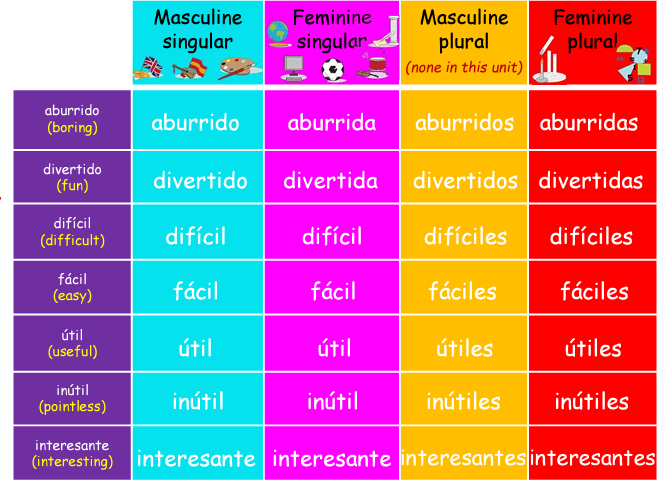 Masculine
singular
Feminine
singular
Masculine
plural
(none in this unit)
Feminine
plural
aburrido
(boring)
aburrido
aburrida
aburridos
aburridas
divertido
(fun)
divertido
divertida
divertidos
divertidas
difícil
(difficult)
difícil
difícil
difíciles
difíciles
fácil
(easy)
fácil
fácil
fáciles
fáciles
útil
(useful)
útil
útil
útiles
útiles
inútil
(pointless)
inútil
inútil
inútiles
inútiles
interesante
(interesting)
interesante
interesante
interesantes
interesantes